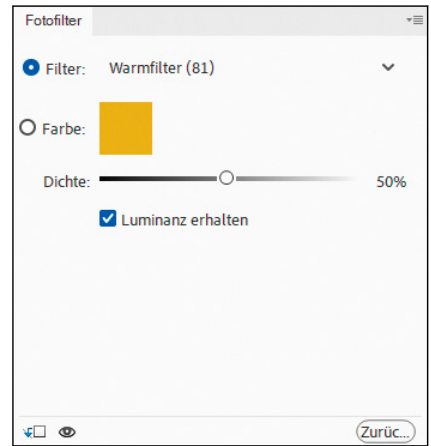 Fotofilter
Filter: Warmfilter (81)
Farbe:
Dichte: 50%
Luminanz erhalten
Zurüc...